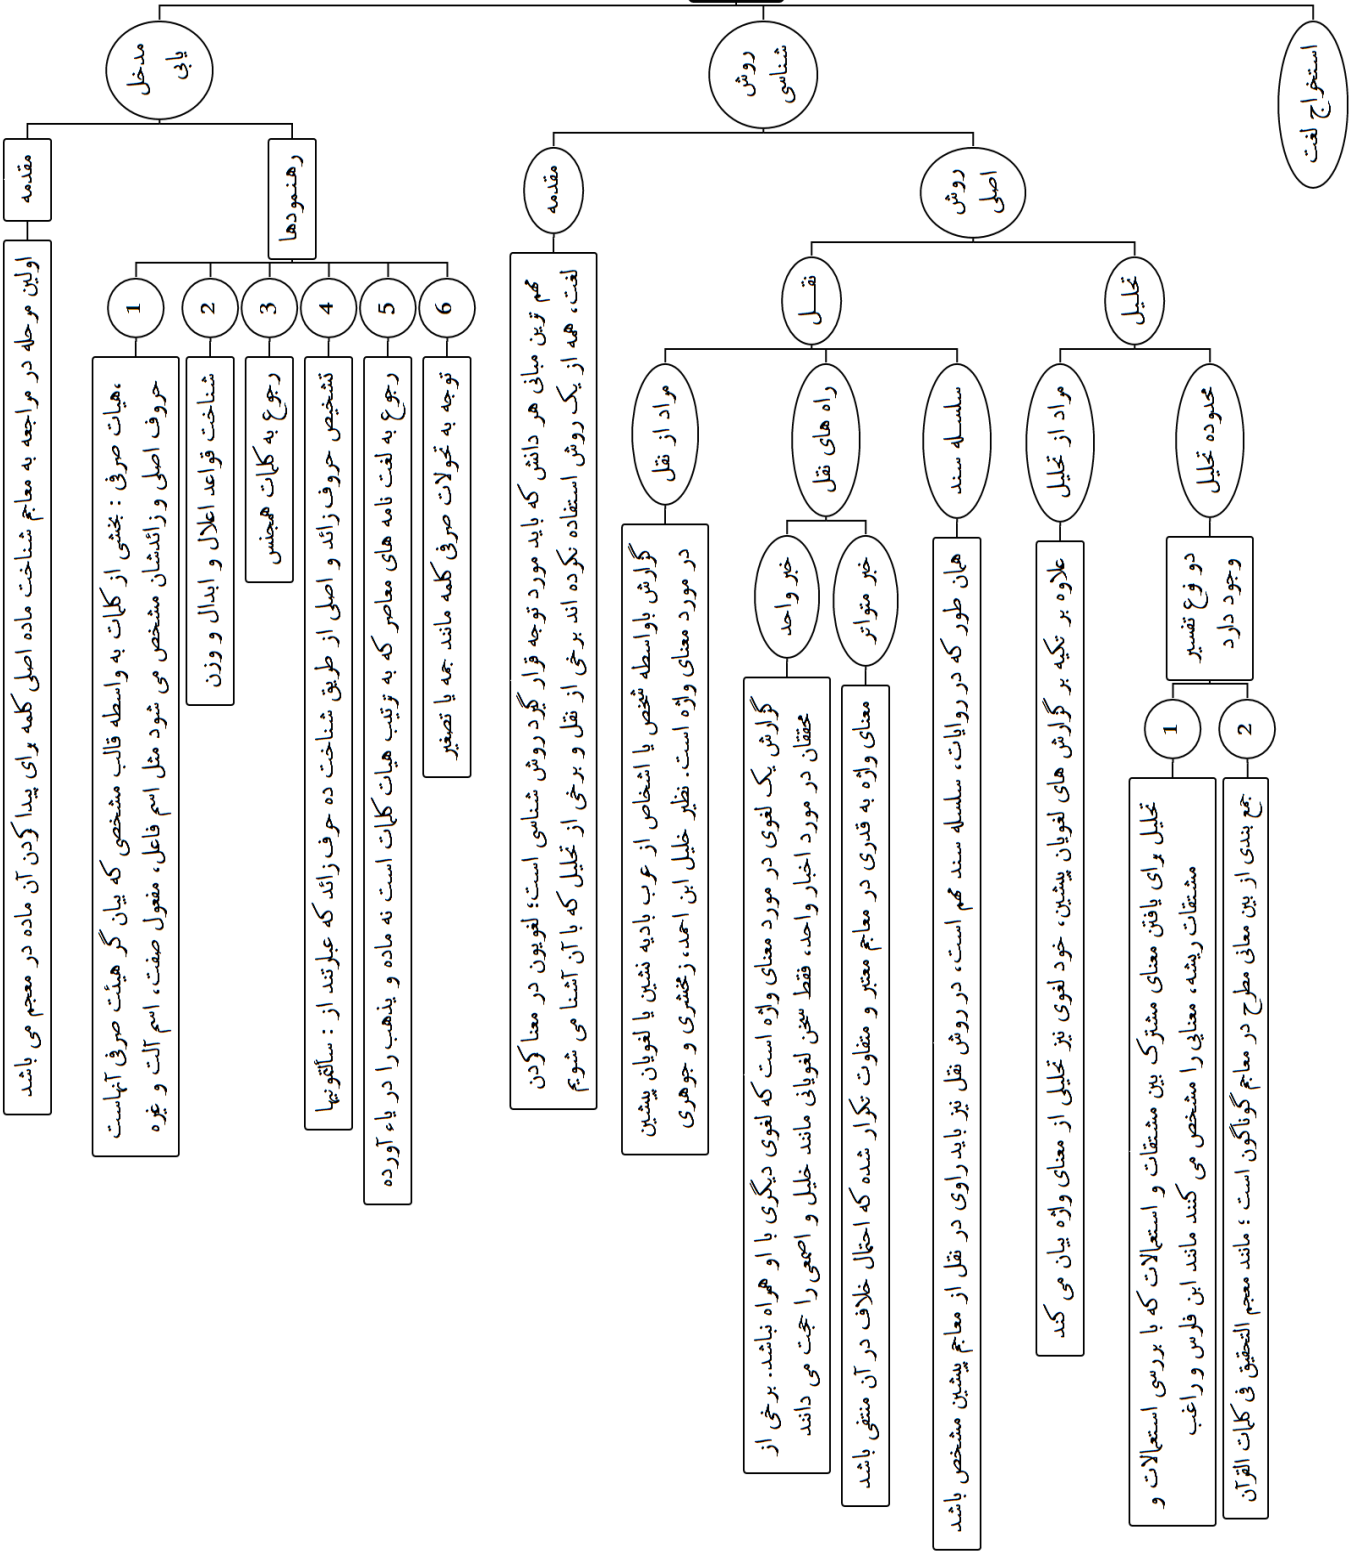 مدخل
یابی
مقدمه
اولین مرحله در مراجعه به معاجم شناخت ماده اصلی کلمه برای پیدا کردن آن ماده در معجم می باشد
رهنمودها
1
هیات صرفی : بخشی از کلمات به واسطه قالب مشخصی که بیان گر هیئت صرفی آنهاست،
حروف اصلی و زائدشان مشخص می شود مثل اسم فاعل، مفعول صفت، اسم آلت و غیره
2
شناخت قواعد اعلال و ابدال و وزن
3
رجوع به کلمات همجنس
4
تشخیص حروف زائد و اصلی از طریق شناخت ده حرف زائد که عبارتند از : سألتمونیها
5
رجوع به لغت نامه های معاصر که به ترتیب هیات کلمات است نه ماده و یذهب را در یاء آورده
6
توجه به تحولات صرفی کلمه مانند جمه یا تصغیر
روش
شناسی
مقدمه
مهم ترین مبانی هر دانش که باید مورد توجه قرار گیرد روش شناسی است؛ لغویون در معنا کردن
لغت، همه از یک روش استفاده نکرده اند برخی از نقل و برخی از تحلیل که با آن آشنا می شویم
روش
اصلی
نقل
مواد از نقل
گزارش باواسطه شخص یا اشخاص از عرب بادیه نشین یا لغویان پیشین
در مورد معنای واژه است. نظیر خلیل ابن احمد، زمخشری و جوهری
راه های نقل
خبر واحد
گزارش یک لغوی در مورد معنای واژه است که لغوی دیگری با او همراه نباشد. برخی از
محققان در مورد اخبار واحد، فقط سخن لغویانی مانند خلیل و اصمعی را حجت می دانند
خبر متواتر
معنای واژه به قدری در معاجم معتبر و متفاوت تکرار شده که احتمال خلاف در آن منتفی باشد
سلسله سند
همان طور که در روایات، سلسله سند مهم است، در روش نقل نیز باید راوی در نقل از معاجم پیشین مشخص باشد
تحلیل
مواد از تحلیل
علاوه بر تکیه بر گزارش های لغویان پیشین، خود لغوی نیز تحلیلی از معنای واژه بیان می کند
محدوده تحلیل
دو نوع تفسیر
وجود دارد
1
تحلیل برای یافتن معنای مشترک بین مشتقات و استعمالات که با بررسی استعمالات و
مشتقات ریشه، معنایی را مشخص می کنند مانند ابن فارس و راغب
2
جمع بندی از بین معانی مطرح در معاجم گوناگون است ؛ مانند معجم التحقیق فی کلمات القرآن
استخراج لغت